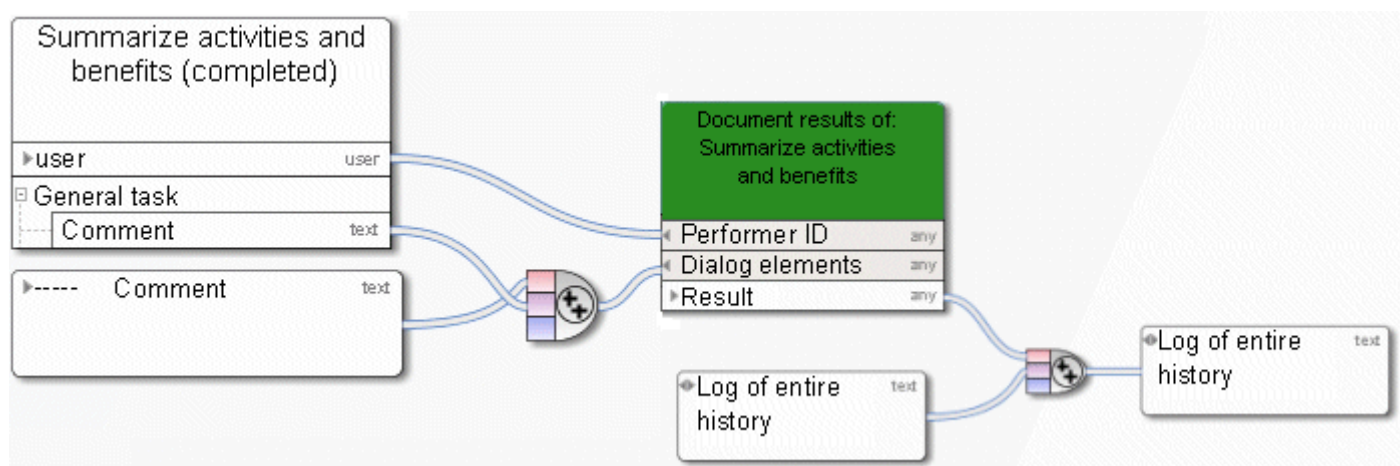 Summarize activities and
benefits (completed)
user user
General task
Comment text
----- Comment text
Document results of:
Summarize activities
and benefits
Performer ID any
Dialog elements any
Result any
Log of entire text
history
Log of entire text
history